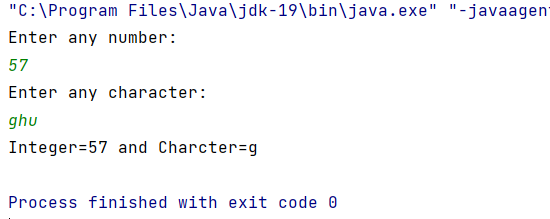 "C:\Program Files\Java\jdk-19\bin\java.exe" "-javaagent
Enter any number:
57
Enter any character:
ghu
Integer=57 and Charcter=g
Process finished with exit code 0